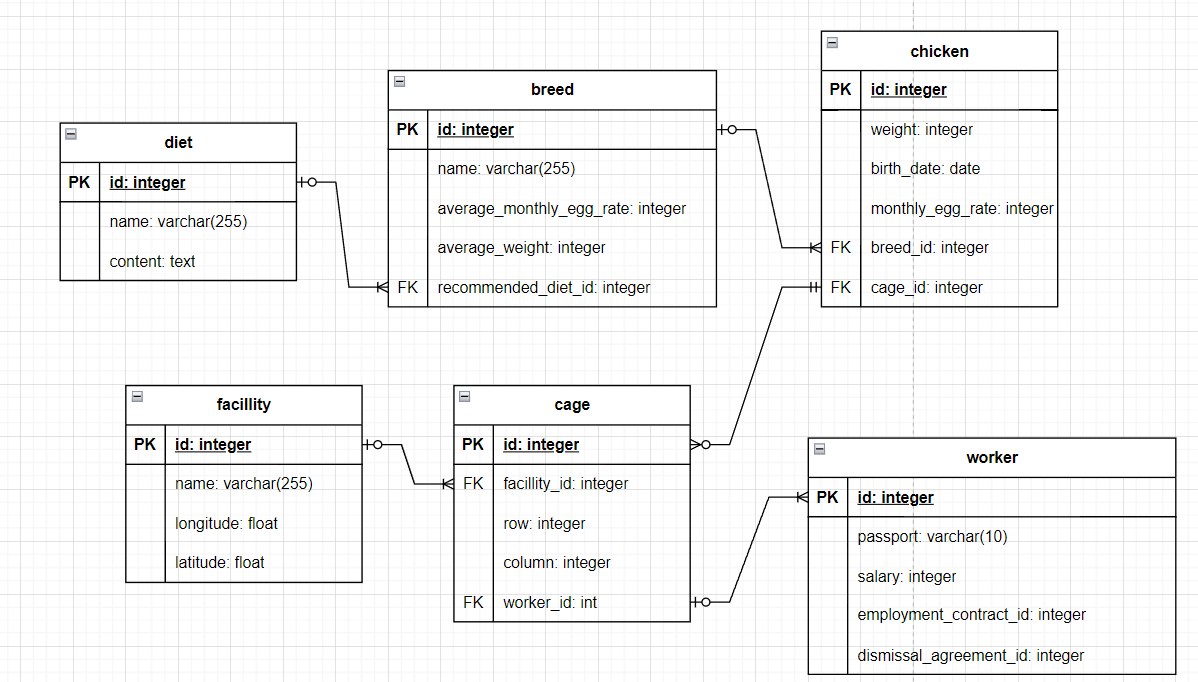 diet
PK id: integer
name: varchar(255)
content: text
breed
PK id: integer
name: varchar(255)
average_monthly_egg_rate: integer
average_weight: integer
FK recommended_diet_id: integer
chicken
PK id: integer
weight: integer
birth_date: date
monthly_egg_rate: integer
FK breed_id: integer
FK cage_id: integer
facillity
PK id: integer
name: varchar(255)
longitude: float
latitude: float
cage
PK id: integer
FK facillity_id: integer
row: integer
column: integer
FK worker_id: int
worker
PK id: integer
passport: varchar(10)
salary: integer
employment_contract_id: integer
dismissal_agreement_id: integer